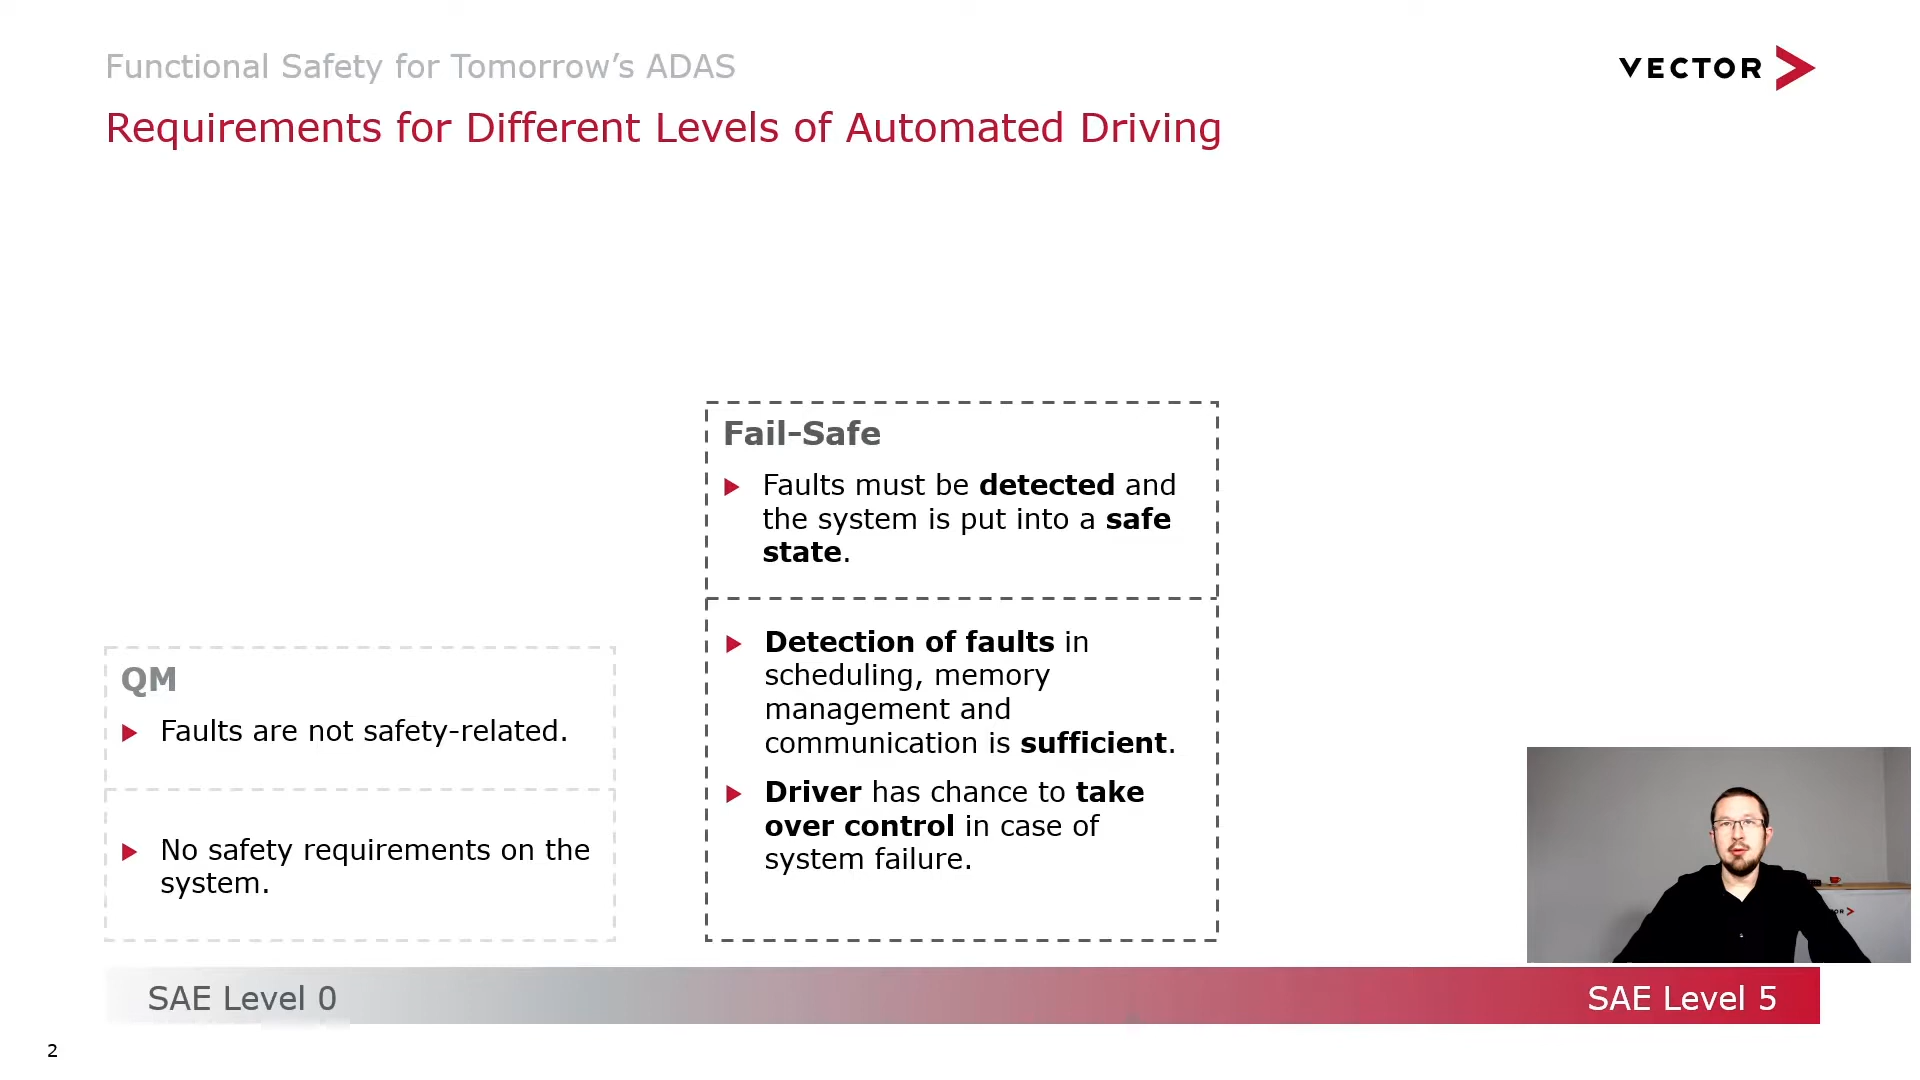 Functional Safety for Tomorrow's ADAS
VECTOR
Requirements for Different Levels of Automated Driving
Fail-Safe
Faults must be detected and
the system is put into a safe
state.
Detection of faults in
scheduling, memory
management and
communication is sufficient.
Driver has chance to take
over control in case of
system failure.
QM
Faults are not safety-related.
No safety requirements on the
system.
SAE Level 0
SAE Level 5
2